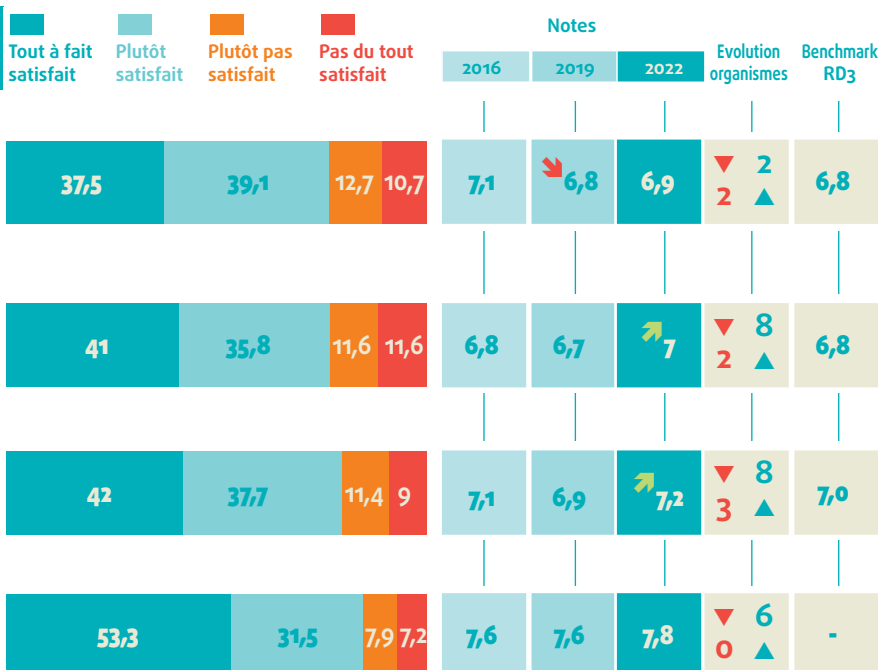 Notes
Tout à fait satisfait
Plutôt satisfait
Plutôt pas satisfait
Pas du tout satisfait
2016 2019 2022
Evolution organismes
Benchmark RD3
37,5 39,1 12,7 10,7 7,1 6,8 6,9 ▼ 2 2 ▲ 6,8
41 35,8 11,6 11,6 6,8 6,7 7 ▼ 8 2 ▲ 6,8
42 37,7 11,4 9 7,1 6,9 7,2 ▼ 8 3 ▲ 7,0
53,3 31,5 7,9 7,2 7,6 7,6 7,8 ▼ 6 0 ▲ -